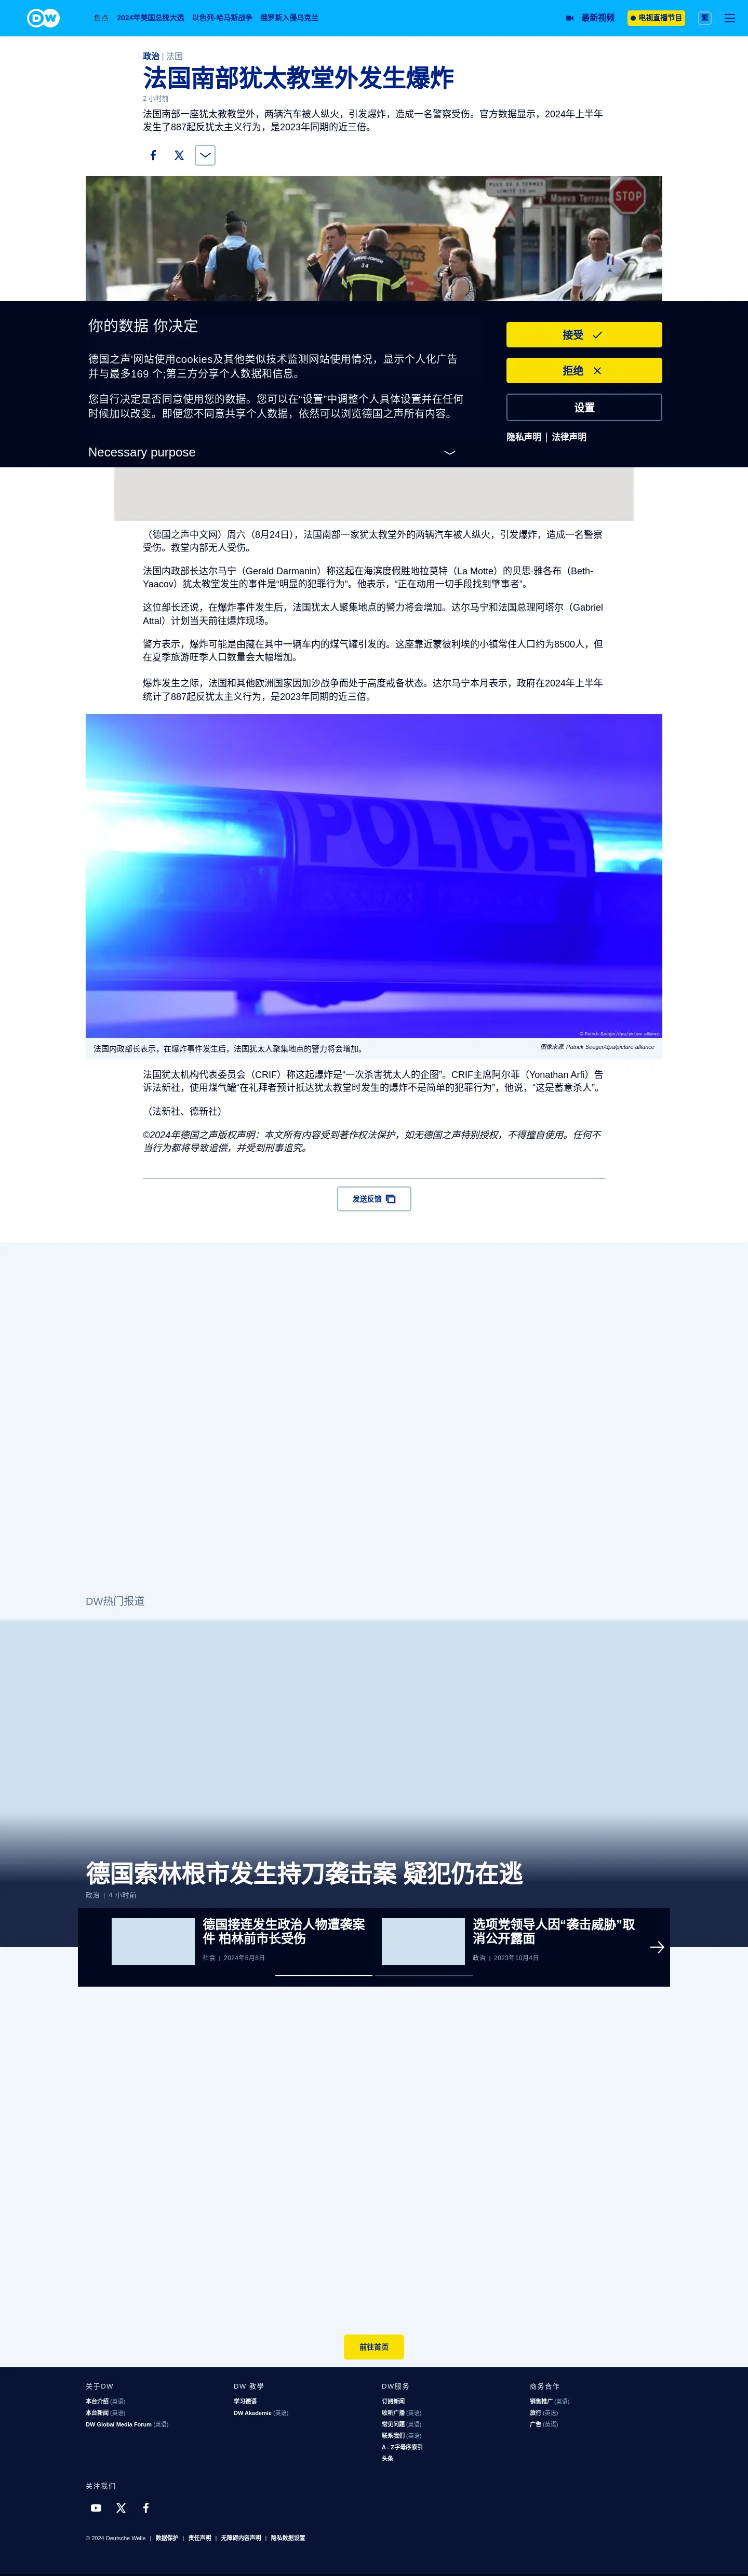 DW
焦点 2024年美国总统大选 以色列-哈马斯战争 俄罗斯入侵乌克兰
最新视频 电视直播节目 繁
政治 | 法国
法国南部犹太教堂外发生爆炸
2 小时前
法国南部一座犹太教教堂外，两辆汽车被人纵火，引发爆炸，造成一名警察受伤。官方数据显示，2024年上半年
发生了887起反犹太主义行为，是2023年同期的近三倍。
PLUS 23 TERMES
LIMITÉ 20 km
Maeva Terrasse
STOP
SAPEURS-POMPIERS
34
你的数据 你决定
德国之声'网站使用cookies及其他类似技术监测网站使用情况，显示个人化广告
并与最多169 个;第三方分享个人数据和信息。
您自行决定是否同意使用您的数据。您可以在“设置”中调整个人具体设置并在任何
时候加以改变。即便您不同意共享个人数据，依然可以浏览德国之声所有内容。
Necessary purpose
接受
拒绝
设置
隐私声明 | 法律声明
（德国之声中文网）周六（8月24日），法国南部一家犹太教堂外的两辆汽车被人纵火，引发爆炸，造成一名警察
受伤。教堂内部无人受伤。
法国内政部长达尔马宁（Gerald Darmanin）称这起在海滨度假胜地拉莫特（La Motte）的贝思·雅各布（Beth-
Yaacov）犹太教堂发生的事件是“明显的犯罪行为”。他表示，“正在动用一切手段找到肇事者”。
这位部长还说，在爆炸事件发生后，法国犹太人聚集地点的警力将会增加。达尔马宁和法国总理阿塔尔（Gabriel
Attal）计划当天前往爆炸现场。
警方表示，爆炸可能是由藏在其中一辆车内的煤气罐引发的。这座靠近蒙彼利埃的小镇常住人口约为8500人，但
在夏季旅游旺季人口数量会大幅增加。
爆炸发生之际，法国和其他欧洲国家因加沙战争而处于高度戒备状态。达尔马宁本月表示，政府在2024年上半年
统计了887起反犹太主义行为，是2023年同期的近三倍。
POLICE
© Patrick Seeger/dpa/picture alliance
法国内政部长表示，在爆炸事件发生后，法国犹太人聚集地点的警力将会增加。
图像来源: Patrick Seeger/dpa/picture alliance
法国犹太机构代表委员会（CRIF）称这起爆炸是“一次杀害犹太人的企图”。CRIF主席阿尔菲（Yonathan Arfi）告
诉法新社，使用煤气罐“在礼拜者预计抵达犹太教堂时发生的爆炸不是简单的犯罪行为”，他说，“这是蓄意杀人”。
（法新社、德新社）
©2024年德国之声版权声明：本文所有内容受到著作权法保护，如无德国之声特别授权，不得擅自使用。任何不
当行为都将导致追偿，并受到刑事追究。
发送反馈
DW热门报道
德国索林根市发生持刀袭击案 疑犯仍在逃
政治 | 4 小时前
德国接连发生政治人物遭袭案
件 柏林前市长受伤
社会 | 2024年5月8日
选项党领导人因“袭击威胁”取
消公开露面
政治 | 2023年10月4日
前往首页
关于DW
本台介绍 (英语)
本台新闻 (英语)
DW Global Media Forum (英语)
DW 教學
学习德语
DW Akademie (英语)
DW服务
订阅新闻
收听广播 (英语)
常见问题 (英语)
联系我们 (英语)
A - Z字母序索引
头条
商务合作
销售推广 (英语)
旅行 (英语)
广告 (英语)
关注我们
© 2024 Deutsche Welle | 数据保护 | 责任声明 | 无障碍内容声明 | 隐私数据设置